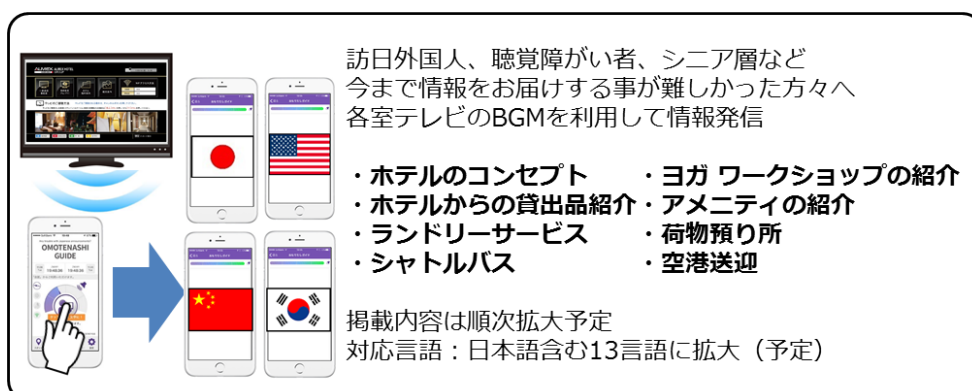 訪日外国人、聴覚障がい者、シニア層など
今まで情報をお届けする事が難しかった方々へ
各室テレビのBGMを利用して情報発信
・ホテルのコンセプト
・ホテルからの貸出品紹介
・ランドリーサービス
・シャトルバス
・ヨガ ワークショップの紹介
・アメニティの紹介
・荷物預り所
・空港送迎
掲載内容は順次拡大予定
対応言語：日本語含む13言語に拡大（予定）
OMOTENASHI
GUIDE